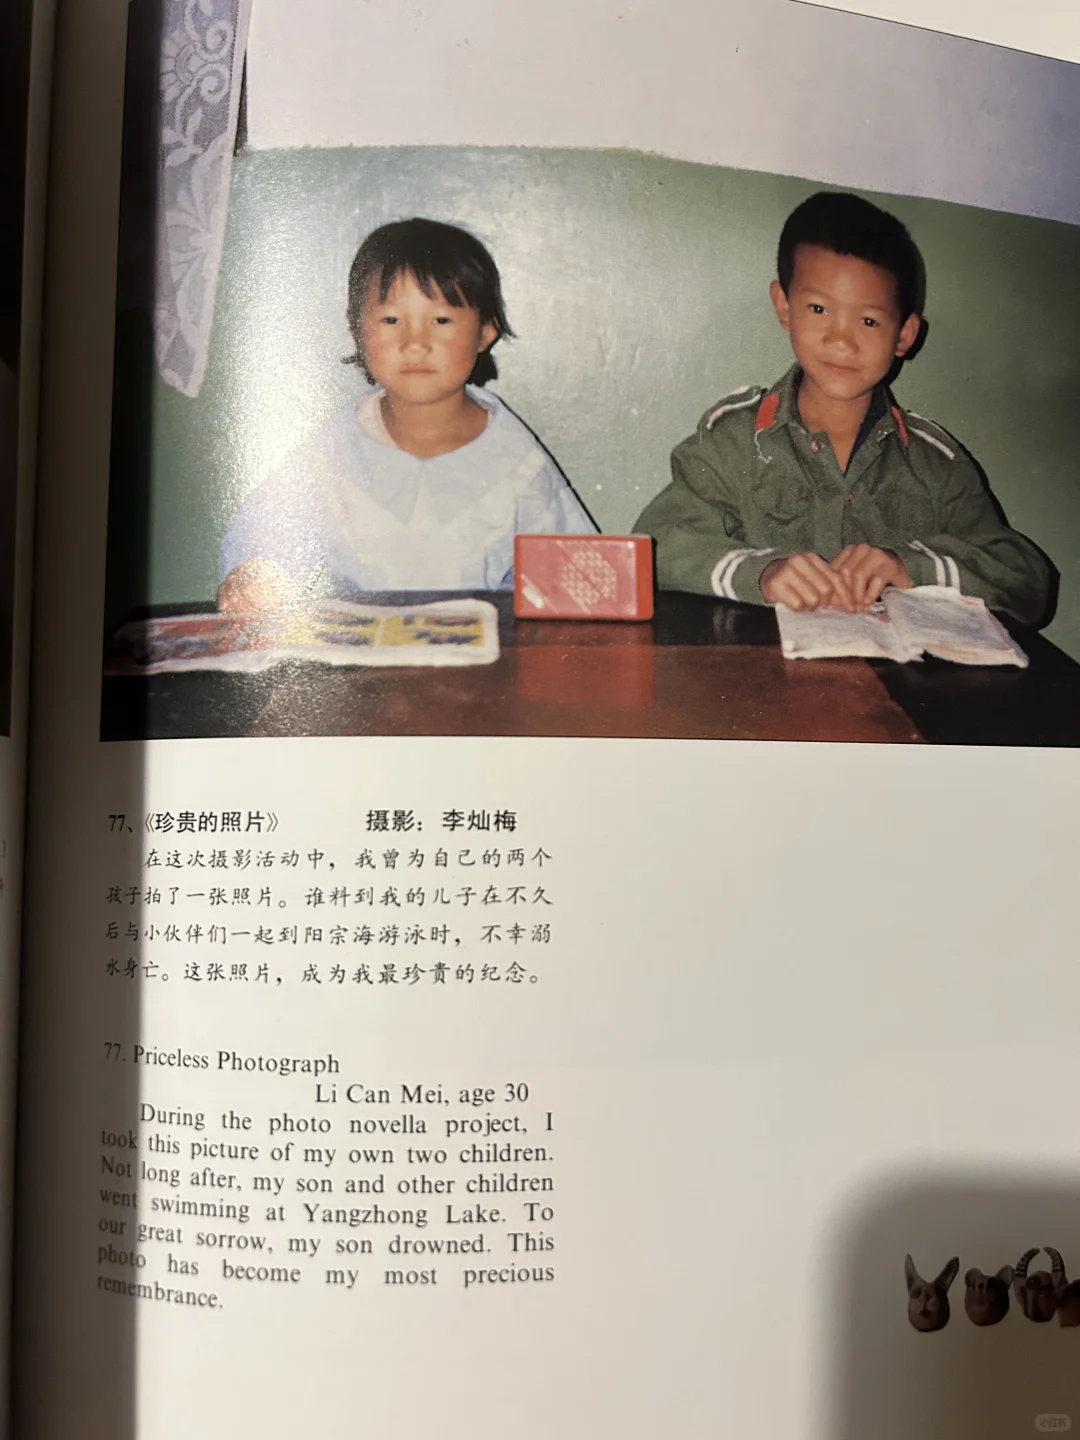 77、《珍贵的照片》 摄影：李灿梅
在这次摄影活动中，我曾为自己的两个
孩子拍了一张照片。谁料到我的儿子在不久
后与小伙伴们一起到阳宗海游泳时，不幸溺
水身亡。这张照片，成为我最珍贵的纪念。
77. Priceless Photograph
Li Can Mei, age 30
During the photo novella project, I
took this picture of my own two children.
Not long after, my son and other children
went swimming at Yangzhong Lake. To
our great sorrow, my son drowned. This
photo has become my most precious
remembrance.
小红书